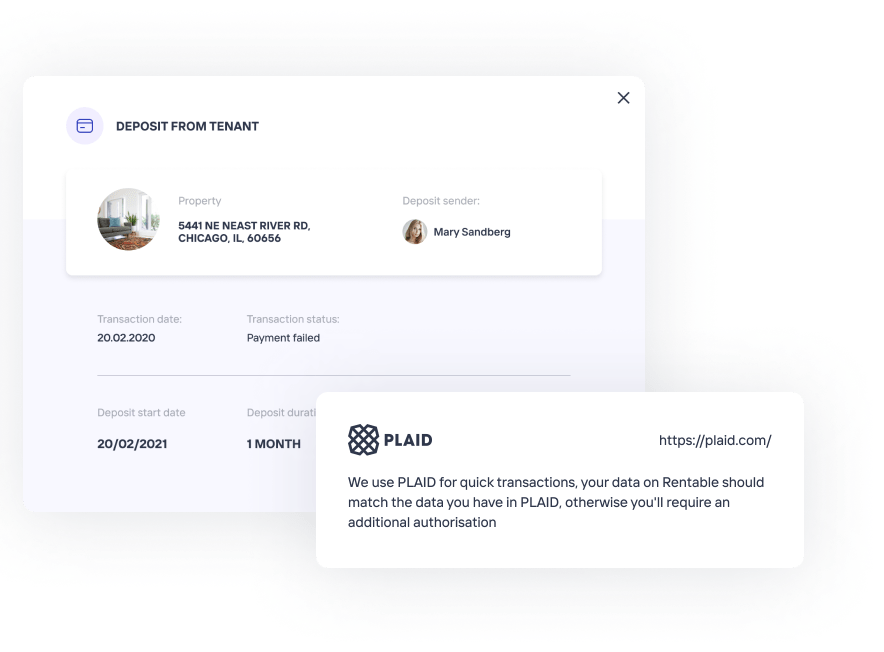 DEPOSIT FROM TENANT
Property
5441 NE NEAST RIVER RD,
CHICAGO, IL, 60656
Deposit sender:
Mary Sandberg
Transaction date:
20.02.2020
Transaction status:
Payment failed
Deposit start date
20/02/2021
Deposit durati
1 MONTH
PLAID
https://plaid.com/
We use PLAID for quick transactions, your data on Rentable should
match the data you have in PLAID, otherwise you'll require an
additional authorisation